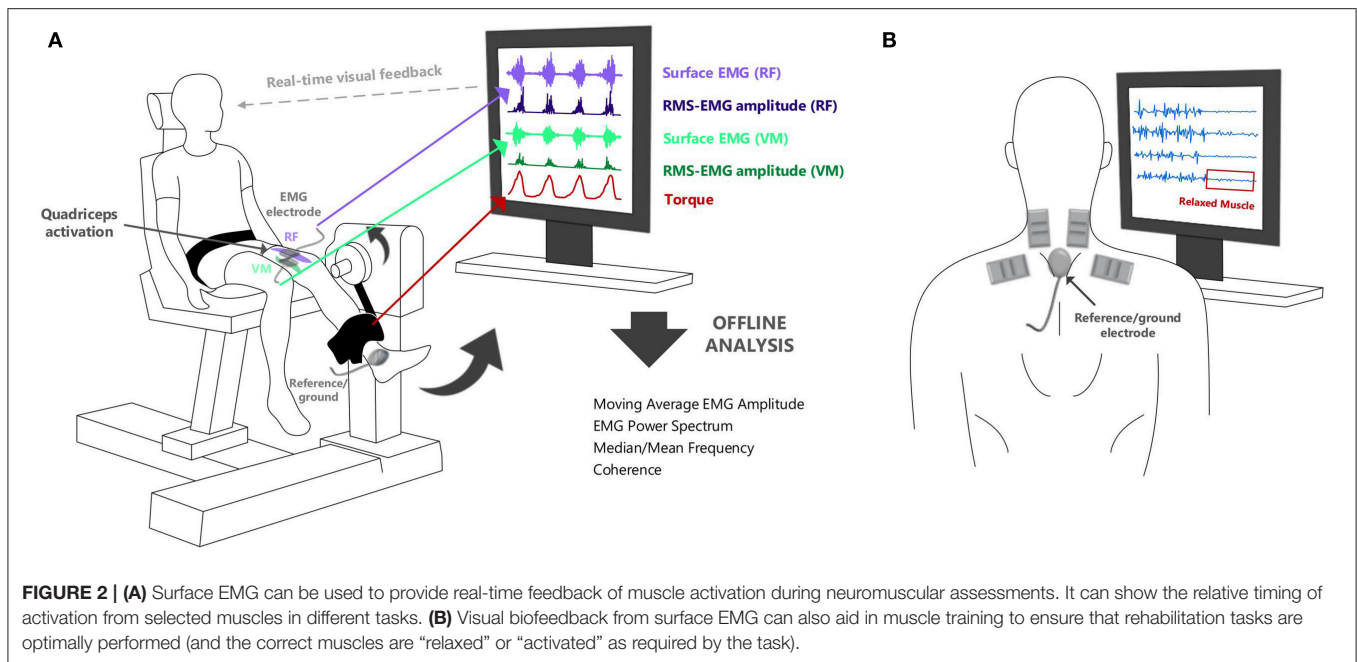 A
Real-time visual feedback
Surface EMG (RF)
RMS-EMG amplitude (RF)
Surface EMG (VM)
RMS-EMG amplitude (VM)
Torque
EMG
electrode
Quadriceps
activation
RF
VM
Reference/
ground
OFFLINE
ANALYSIS
Moving Average EMG Amplitude
EMG Power Spectrum
Median/Mean Frequency
Coherence
B
Relaxed Muscle
Reference/ground
electrode
FIGURE 2 | (A) Surface EMG can be used to provide real-time feedback of muscle activation during neuromuscular assessments. It can show the relative timing of
activation from selected muscles in different tasks. (B) Visual biofeedback from surface EMG can also aid in muscle training to ensure that rehabilitation tasks are
optimally performed (and the correct muscles are “relaxed” or “activated” as required by the task).